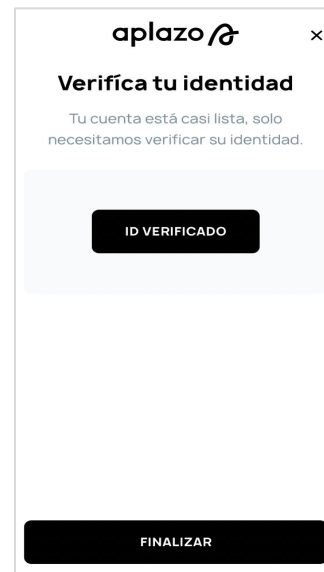 aplazo
Verifíca tu identidad
Tu cuenta está casi lista, solo
necesitamos verificar su identidad.
ID VERIFICADO
FINALIZAR